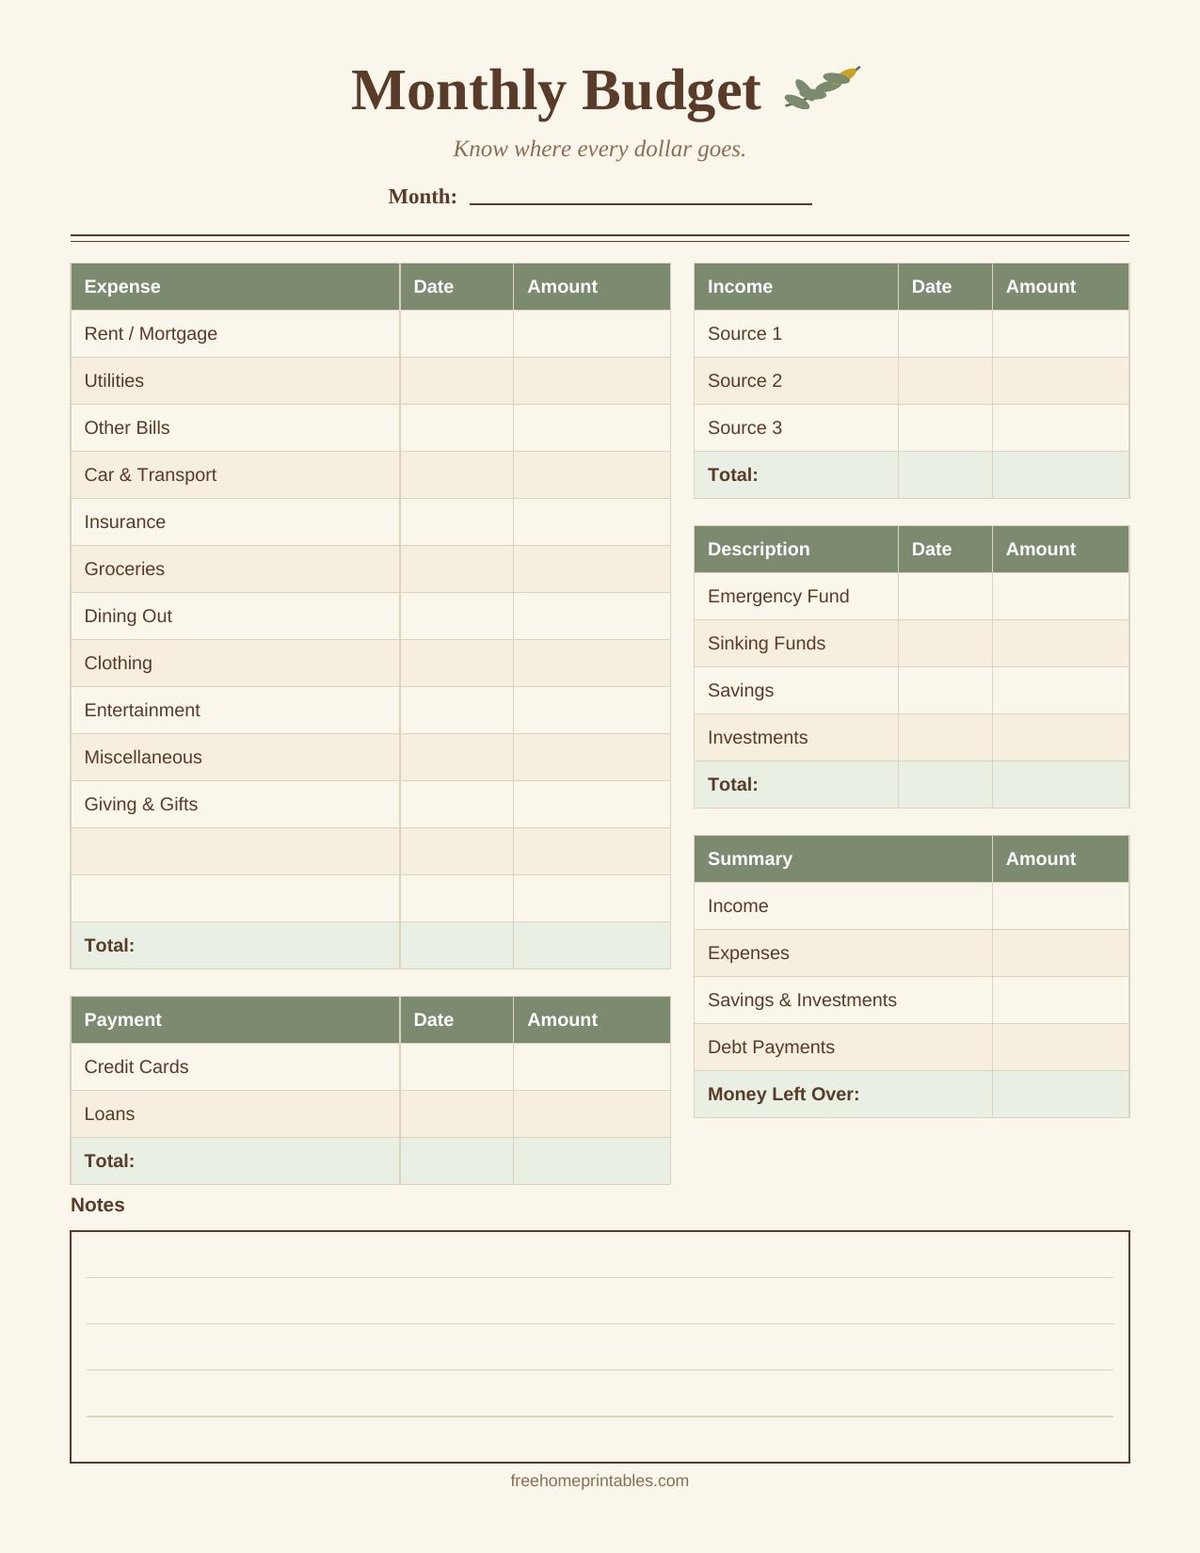 Monthly Budget
Know where every dollar goes.
Month:
Expense Date Amount
Rent / Mortgage
Utilities
Other Bills
Car & Transport
Insurance
Groceries
Dining Out
Clothing
Entertainment
Miscellaneous
Giving & Gifts
Total:
Payment Date Amount
Credit Cards
Loans
Total:
Income Date Amount
Source 1
Source 2
Source 3
Total:
Description Date Amount
Emergency Fund
Sinking Funds
Savings
Investments
Total:
Summary Amount
Income
Expenses
Savings & Investments
Debt Payments
Money Left Over:
Notes
freehomeprintables.com